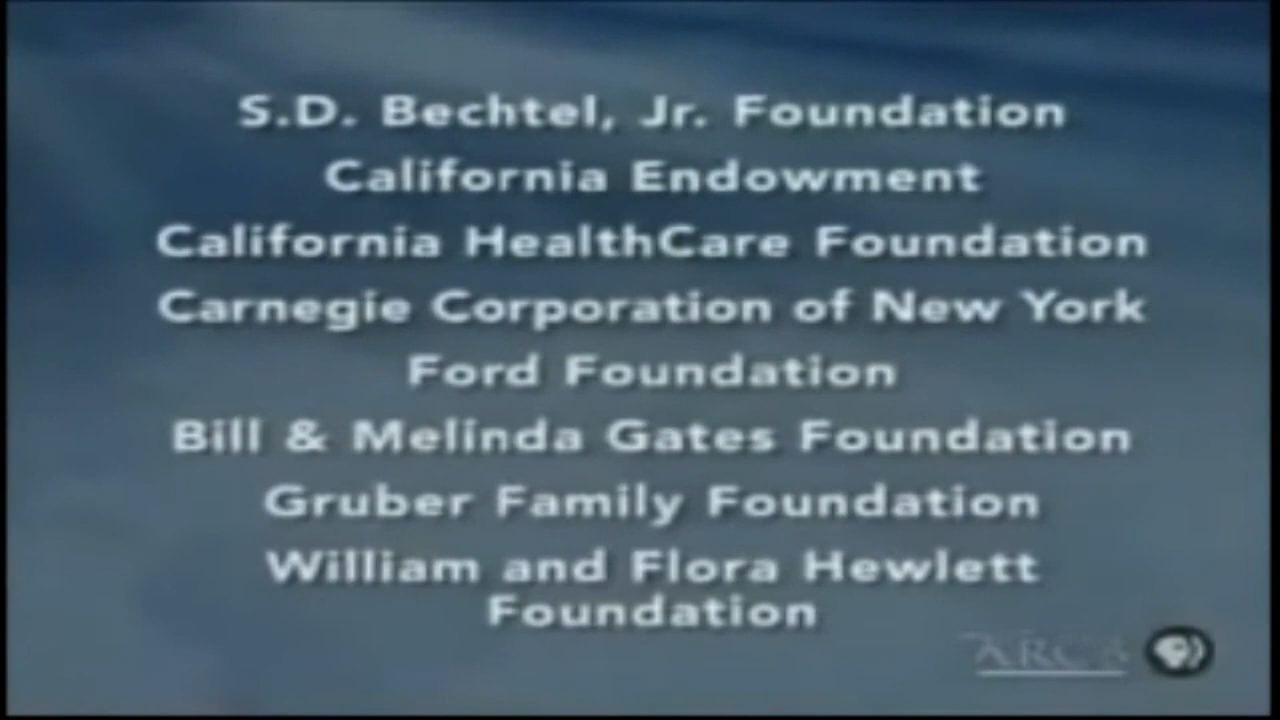 S.D. Bechtel, Jr. Foundation
California Endowment
California HealthCare Foundation
Carnegie Corporation of New York
Ford Foundation
Bill & Melinda Gates Foundation
Gruber Family Foundation
William and Flora Hewlett
Foundation